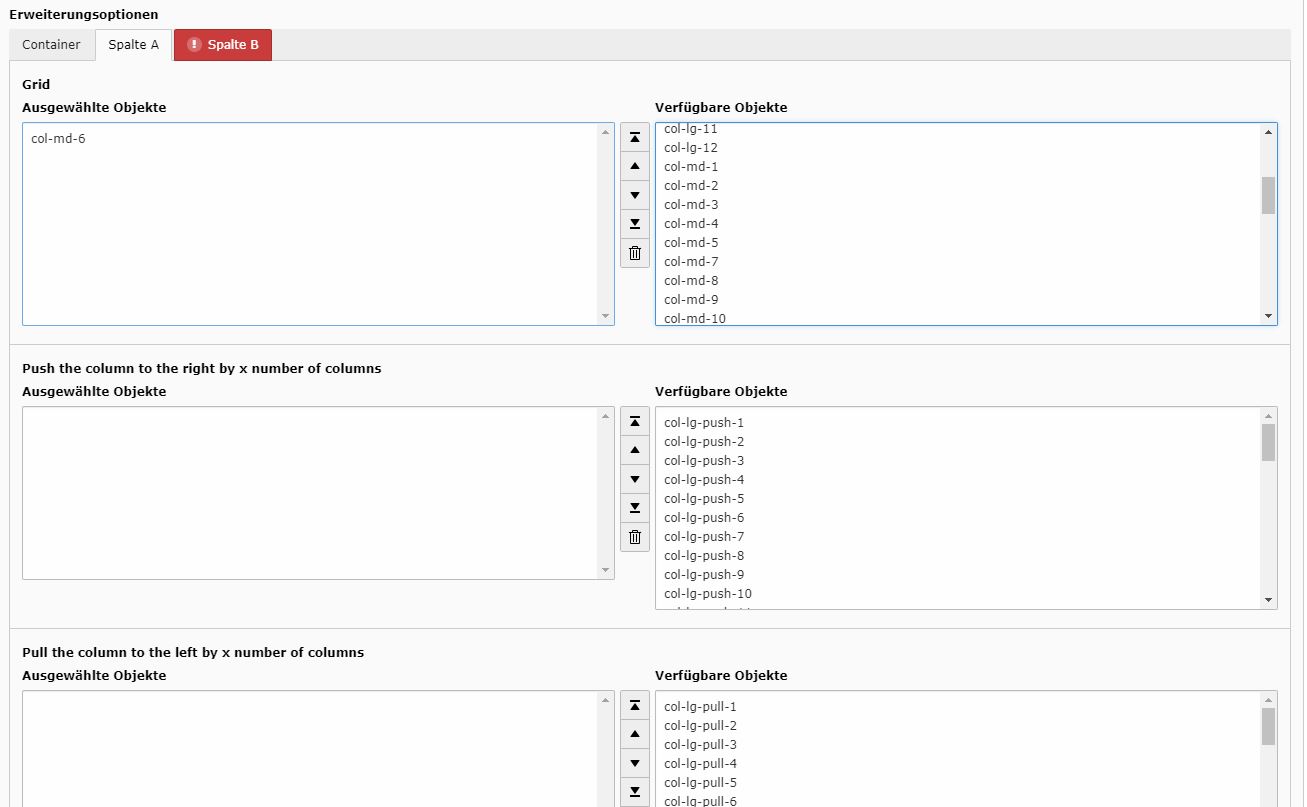 Erweiterungsoptionen
Container Spalte A Spalte B
Grid
Ausgewählte Objekte
col-md-6
Verfügbare Objekte
col-lg-11
col-lg-12
col-md-1
col-md-2
col-md-3
col-md-4
col-md-5
col-md-7
col-md-8
col-md-9
col-md-10
Push the column to the right by x number of columns
Ausgewählte Objekte
Verfügbare Objekte
col-lg-push-1
col-lg-push-2
col-lg-push-3
col-lg-push-4
col-lg-push-5
col-lg-push-6
col-lg-push-7
col-lg-push-8
col-lg-push-9
col-lg-push-10
Pull the column to the left by x number of columns
Ausgewählte Objekte
Verfügbare Objekte
col-lg-pull-1
col-lg-pull-2
col-lg-pull-3
col-lg-pull-4
col-lg-pull-5
col-lg-pull-6